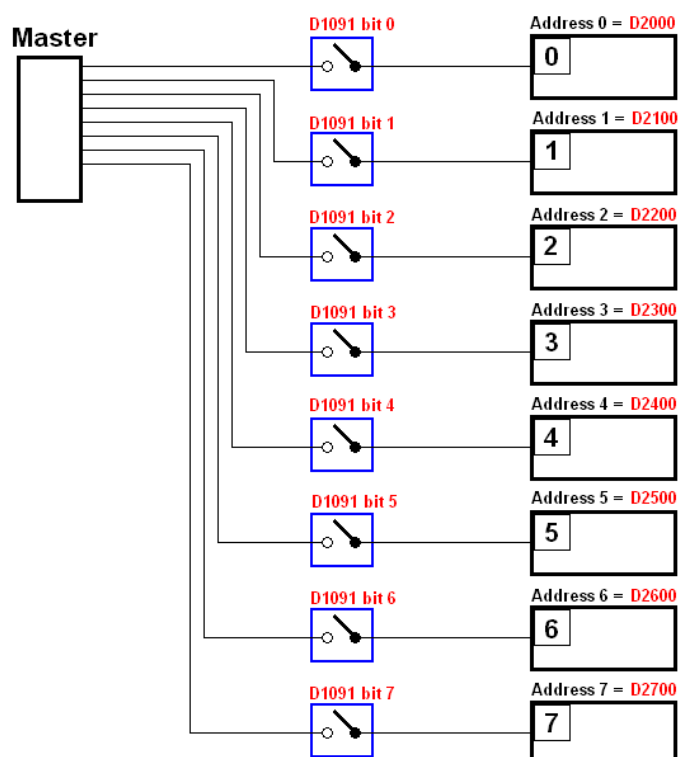 Master
D1091 bit 0
Address 0 = D2000
0
D1091 bit 1
Address 1 = D2100
1
D1091 bit 2
Address 2 = D2200
2
D1091 bit 3
Address 3 = D2300
3
D1091 bit 4
Address 4 = D2400
4
D1091 bit 5
Address 5 = D2500
5
D1091 bit 6
Address 6 = D2600
6
D1091 bit 7
Address 7 = D2700
7